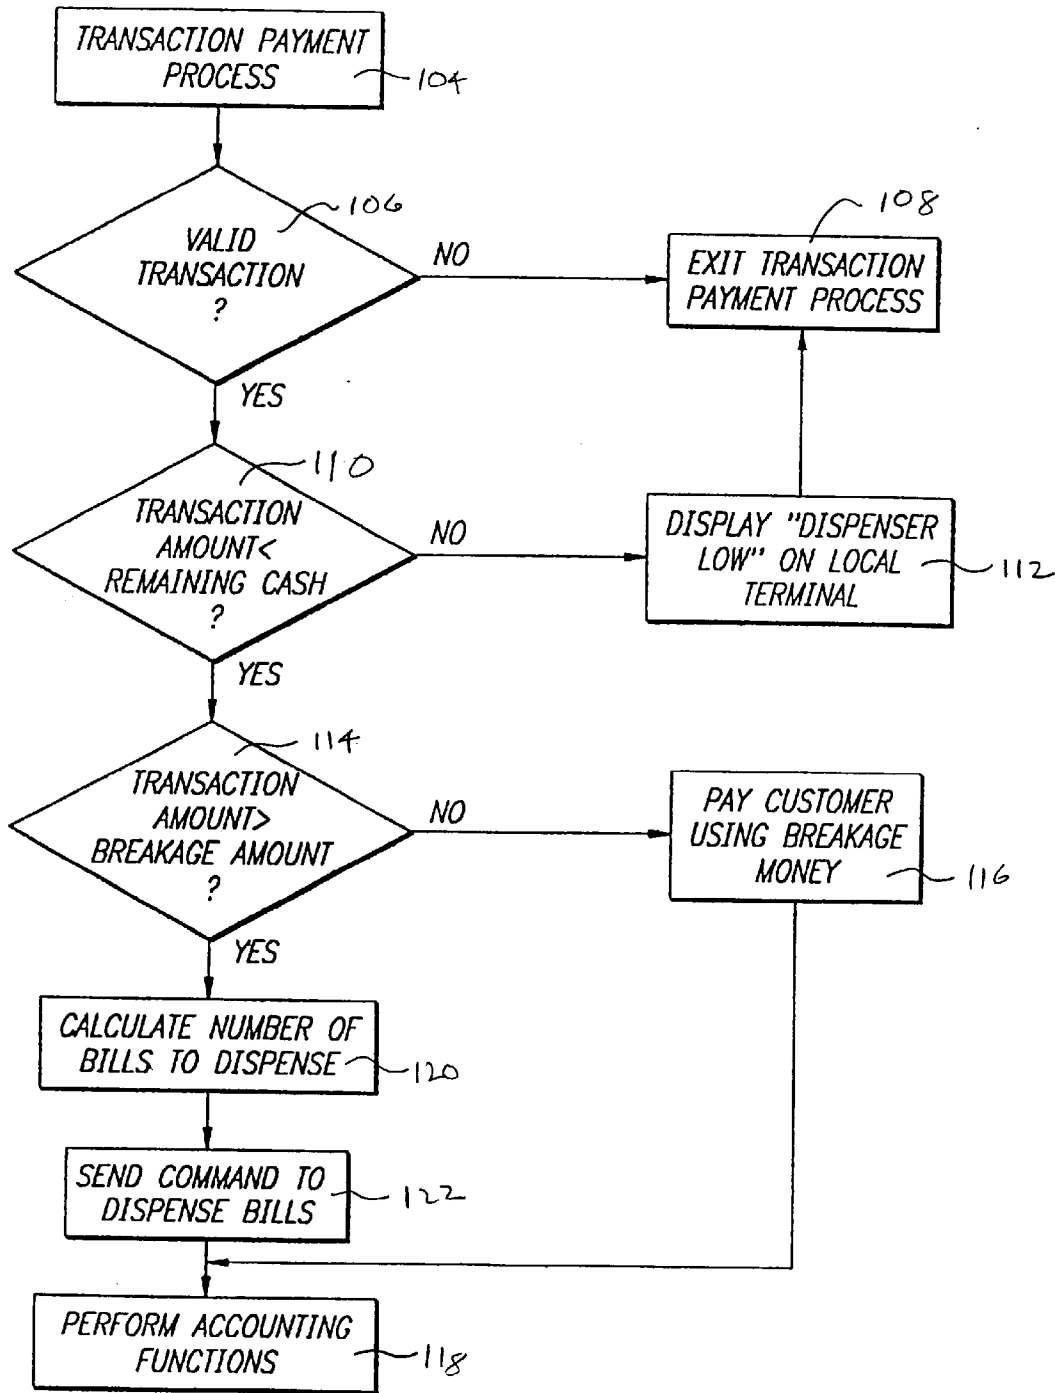 TRANSACTION PAYMENT
PROCESS
104
106
VALID
TRANSACTION
?
NO
108
EXIT TRANSACTION
PAYMENT PROCESS
YES
110
TRANSACTION
AMOUNT<
REMAINING CASH
?
NO
DISPLAY "DISPENSER
LOW" ON LOCAL
TERMINAL
112
YES
114
TRANSACTION
AMOUNT>
BREAKAGE AMOUNT
?
NO
PAY CUSTOMER
USING BREAKAGE
MONEY
116
YES
CALCULATE NUMBER OF
BILLS TO DISPENSE
120
SEND COMMAND TO
DISPENSE BILLS
122
PERFORM ACCOUNTING
FUNCTIONS
118